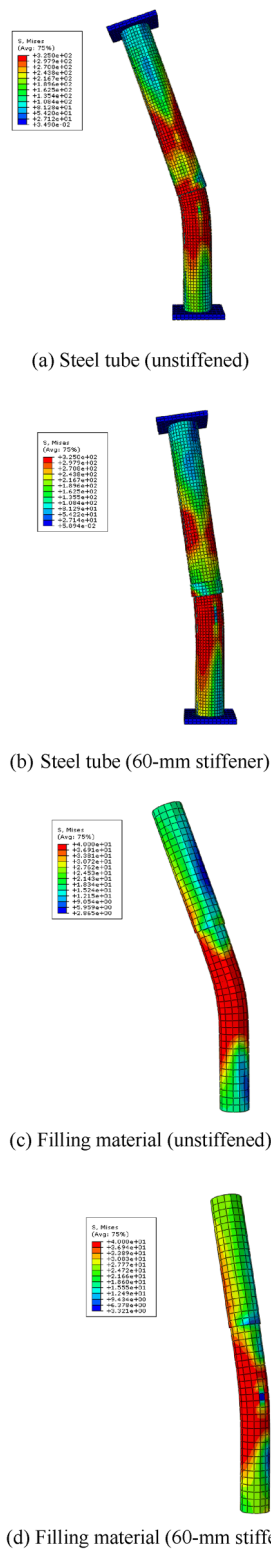 S, Mises
(Avg: 75%)
+3.250e+02
+2.979e+02
+2.708e+02
+2.438e+02
+2.167e+02
+1.896e+02
+1.625e+02
+1.354e+02
+1.084e+02
+8.128e+01
+5.420e+01
+2.712e+01
+3.490e-02
(a) Steel tube (unstiffened)
S, Mises
(Avg: 75%)
+3.250e+02
+2.979e+02
+2.708e+02
+2.438e+02
+2.167e+02
+1.896e+02
+1.625e+02
+1.355e+02
+1.084e+02
+8.129e+01
+5.422e+01
+2.714e+01
+5.094e-02
(b) Steel tube (60-mm stiffener)
S, Mises
(Avg: 75%)
+4.000e+01
+3.691e+01
+3.381e+01
+3.072e+01
+2.762e+01
+2.453e+01
+2.143e+01
+1.834e+01
+1.524e+01
+1.215e+01
+9.054e+00
+5.959e+00
+2.865e+00
(c) Filling material (unstiffened)
S, Mises
(Avg: 75%)
+4.000e+01
+3.694e+01
+3.389e+01
+3.083e+01
+2.777e+01
+2.472e+01
+2.166e+01
+1.860e+01
+1.555e+01
+1.249e+01
+9.434e+00
+6.378e+00
+3.321e+00
(d) Filling material (60-mm stiffe